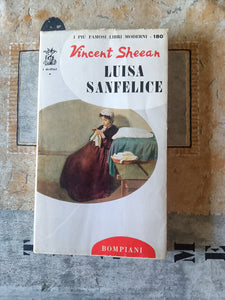 I PIÙ FAMOSI LIBRI MODERNI - 180
Vincent Sheean
LUISA
SANFELICE
BOMPIANI